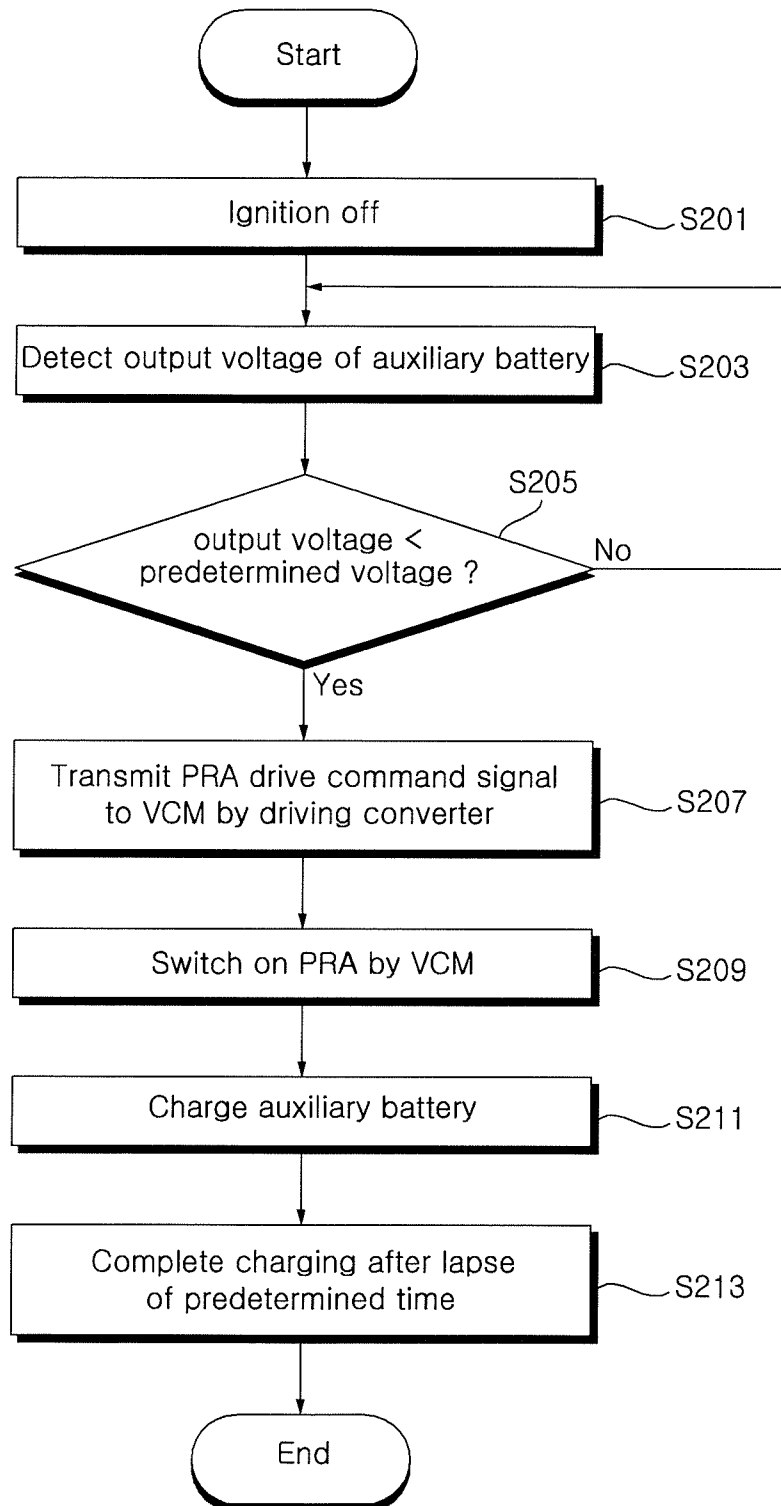 Start
Ignition off
S201
Detect output voltage of auxiliary battery
S203
S205
output voltage <
predetermined voltage ?
No
Yes
Transmit PRA drive command signal
to VCM by driving converter
S207
Switch on PRA by VCM
S209
Charge auxiliary battery
S211
Complete charging after lapse
of predetermined time
S213
End